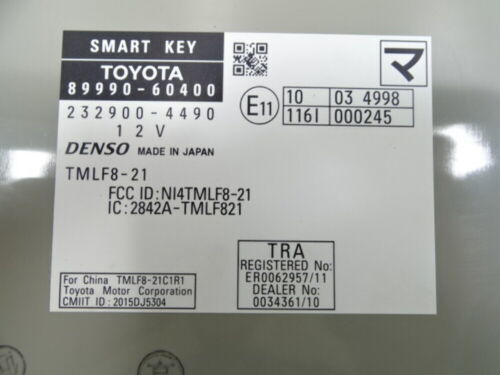 SMART KEY
TOYOTA
89990-60400
232900-4490
12V
DENSO MADE IN JAPAN
TMLF8-21
FCC ID:NI4TMLF8-21
IC:2842A-TMLF821
マ
E11
10 03 4998
116I 000245
TRA
REGISTERED No:
ER0062957/11
DEALER No:
0034361/10
For China TMLF8-21C1R1
Toyota Motor Corporation
CMIIT ID:2015DJ5304